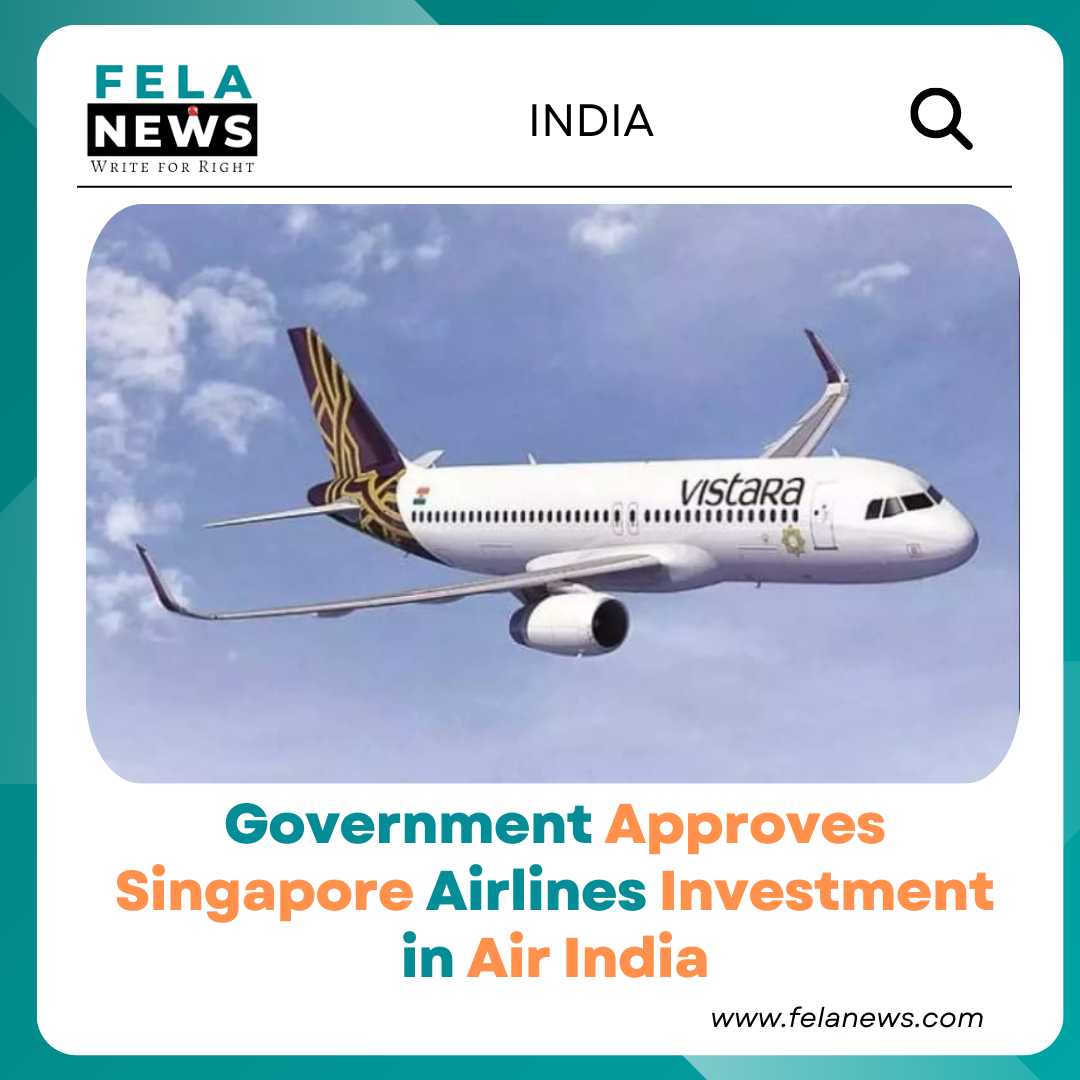 FELA
NEWS
WRITE FOR RIGHT
INDIA
vistara
Government Approves
Singapore Airlines Investment
in Air India
www.felanews.com